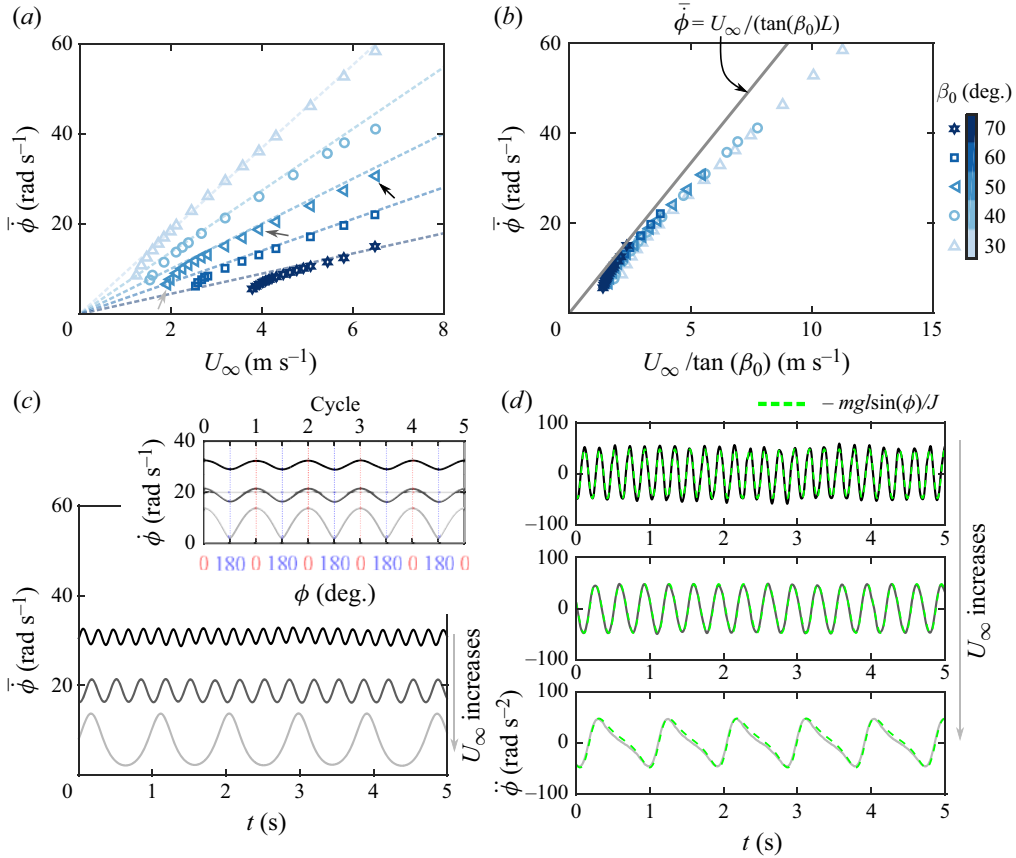 (a)
60
40
20
0
2
4
6
8
φ̇̄ (rad s⁻¹)
U∞ (m s⁻¹)
(b)
φ̇̄ = U∞/(tan(β₀)L)
60
40
20
0
5
10
15
φ̇̄ (rad s⁻¹)
U∞ /tan (β₀) (m s⁻¹)
β₀ (deg.)
70
60
50
40
30
(c)
Cycle
0 1 2 3 4 5
40
20
0
φ̇ (rad s⁻¹)
0 180 0 180 0 180 0 180 0 180 0
φ (deg.)
60
40
20
0
1 2 3 4 5
φ̇̄ (rad s⁻¹)
t (s)
U∞ increases
(d)
– mglsin(φ)/J
100
0
–100
0 1 2 3 4 5
100
0
–100
0 1 2 3 4 5
100
0
–100
0 1 2 3 4 5
φ̈ (rad s⁻²)
t (s)
U∞ increases